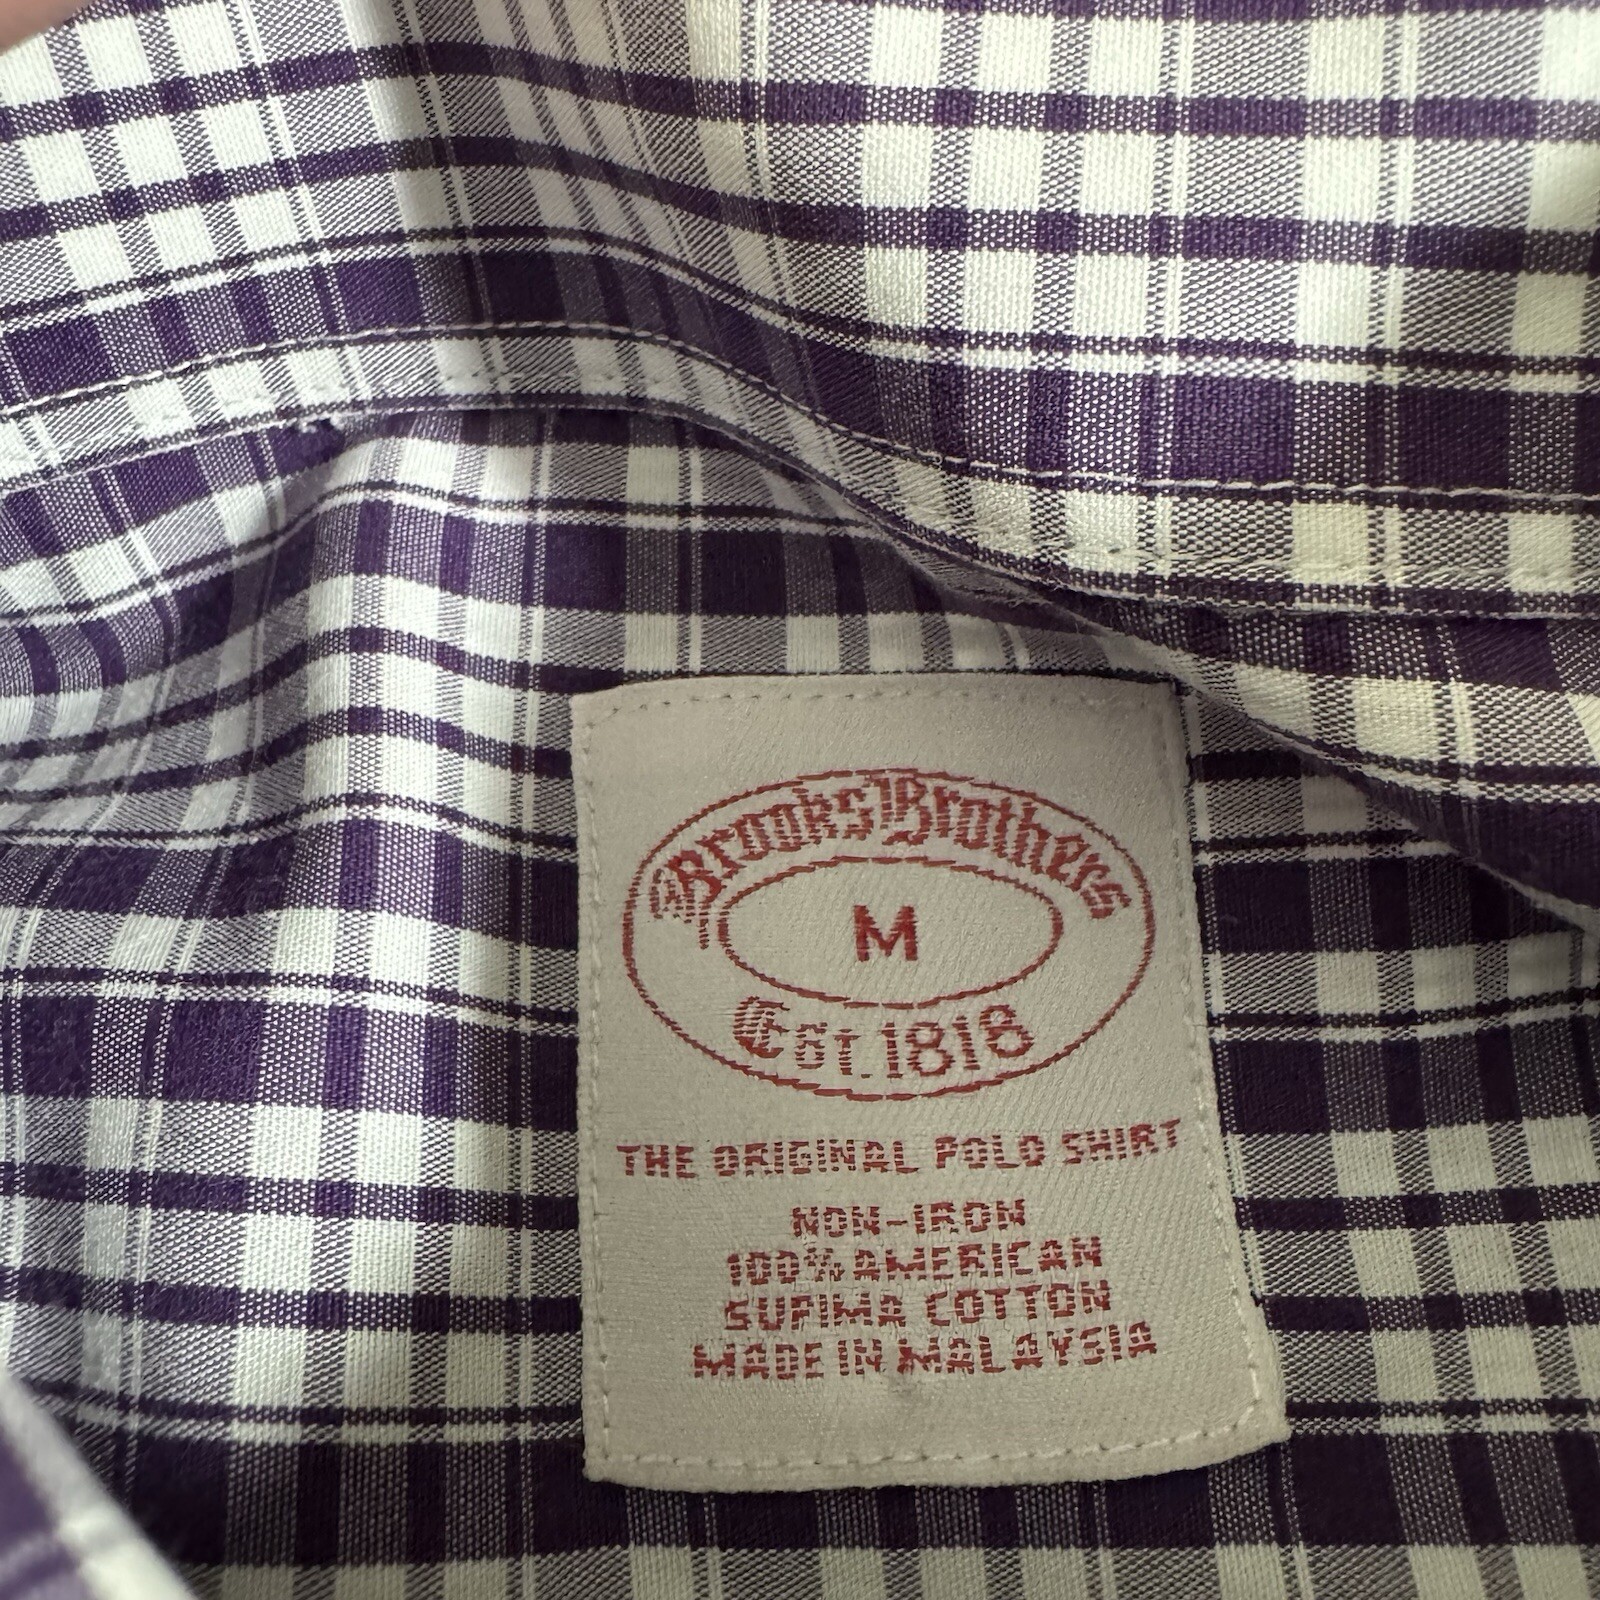 Brooks Brothers
M
Est. 1818
THE ORIGINAL POLO SHIRT
NON-IRON
100% AMERICAN
SUPIMA COTTON
MADE IN MALAYSIA